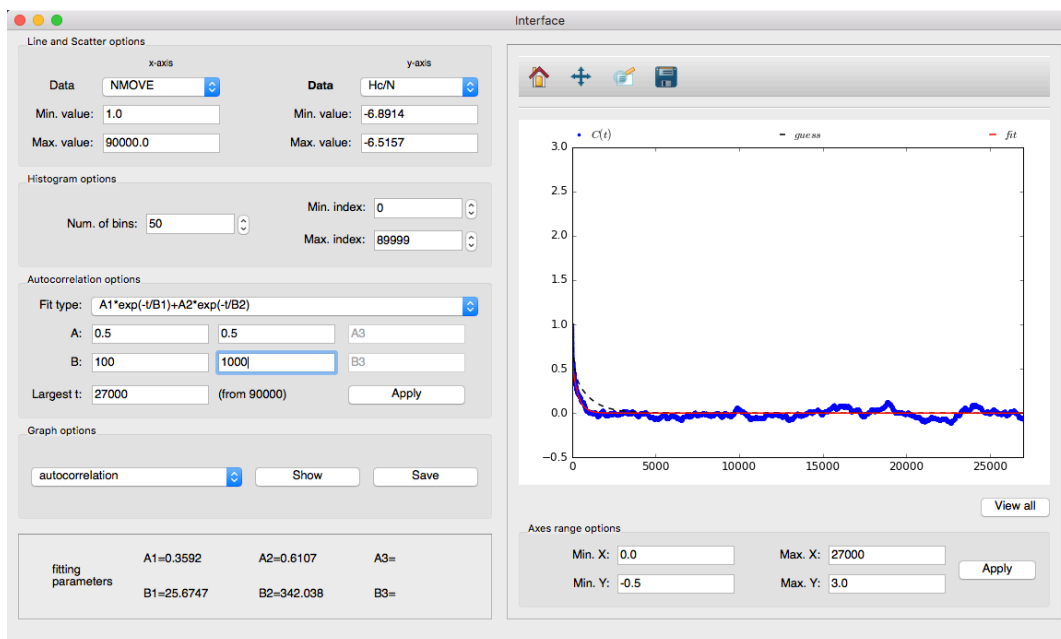 Interface
Line and Scatter options
x-axis y-axis
Data NMOVE Data Hc/N
Min. value: 1.0 Min. value: -6.8914
Max. value: 90000.0 Max. value: -6.5157
Histogram options
Num. of bins: 50
Min. index: 0
Max. index: 89999
Autocorrelation options
Fit type: A1*exp(-t/B1)+A2*exp(-t/B2)
A: 0.5 0.5 A3
B: 100 1000 B3
Largest t: 27000 (from 90000) Apply
Graph options
autocorrelation Show Save
fitting parameters
A1=0.3592 A2=0.6107 A3=
B1=25.6747 B2=342.038 B3=
C(t) guess fit
3.0
2.5
2.0
1.5
1.0
0.5
0.0
−0.5
0 5000 10000 15000 20000 25000
View all
Axes range options
Min. X: 0.0 Max. X: 27000
Min. Y: -0.5 Max. Y: 3.0
Apply